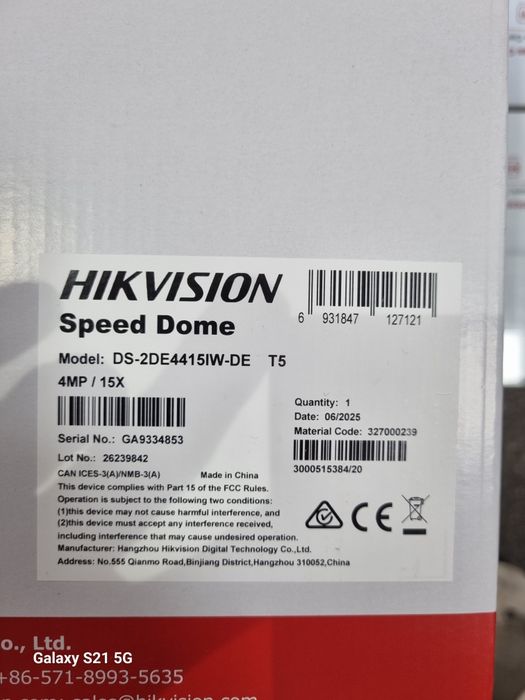 HIKVISION
Speed Dome
Model: DS-2DE4415IW-DE T5
4MP / 15X
6 931847 127121
Quantity: 1
Date: 06/2025
Material Code: 327000239
3000515384/20
Serial No.: GA9334853
Lot No.: 26239842
CAN ICES-3(A)/NMB-3(A) Made in China
This device complies with Part 15 of the FCC Rules.
Operation is subject to the following two conditions:
(1)this device may not cause harmful interference, and
(2)this device must accept any interference received,
including interference that may cause undesired operation.
Manufacturer: Hangzhou Hikvision Digital Technology Co.,Ltd.
Address: No.555 Qianmo Road,Binjiang District,Hangzhou 310052,China
CE
o., Ltd.
Galaxy S21 5G
+86-571-8993-5635